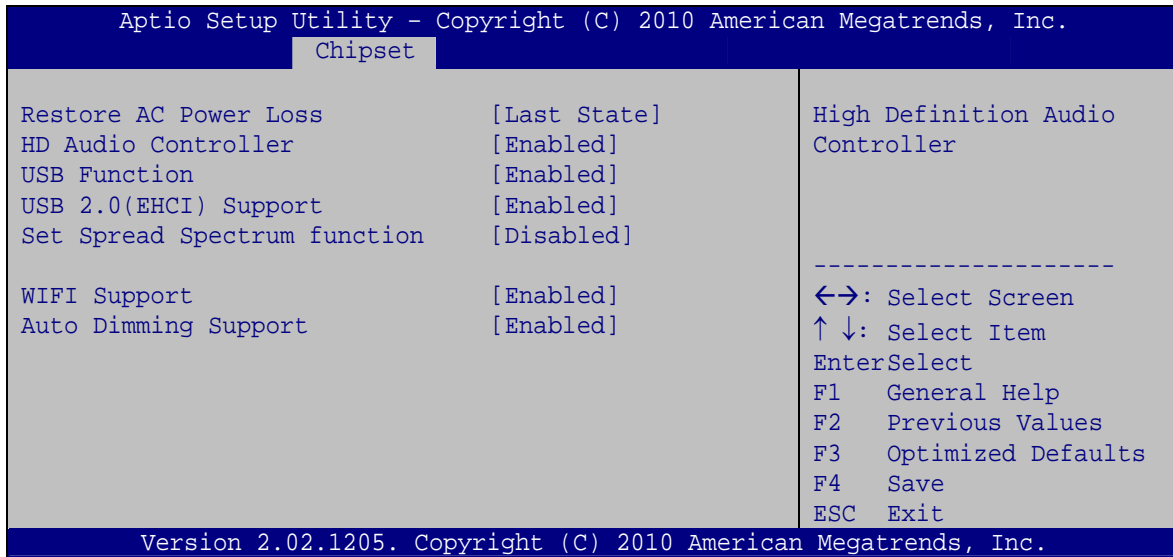 Aptio Setup Utility – Copyright (C) 2010 American Megatrends, Inc.
Chipset
Restore AC Power Loss [Last State]
HD Audio Controller [Enabled]
USB Function [Enabled]
USB 2.0(EHCI) Support [Enabled]
Set Spread Spectrum function [Disabled]
WIFI Support [Enabled]
Auto Dimming Support [Enabled]
High Definition Audio
Controller
---------------------
←→: Select Screen
↑ ↓: Select Item
EnterSelect
F1 General Help
F2 Previous Values
F3 Optimized Defaults
F4 Save
ESC Exit
Version 2.02.1205. Copyright (C) 2010 American Megatrends, Inc.